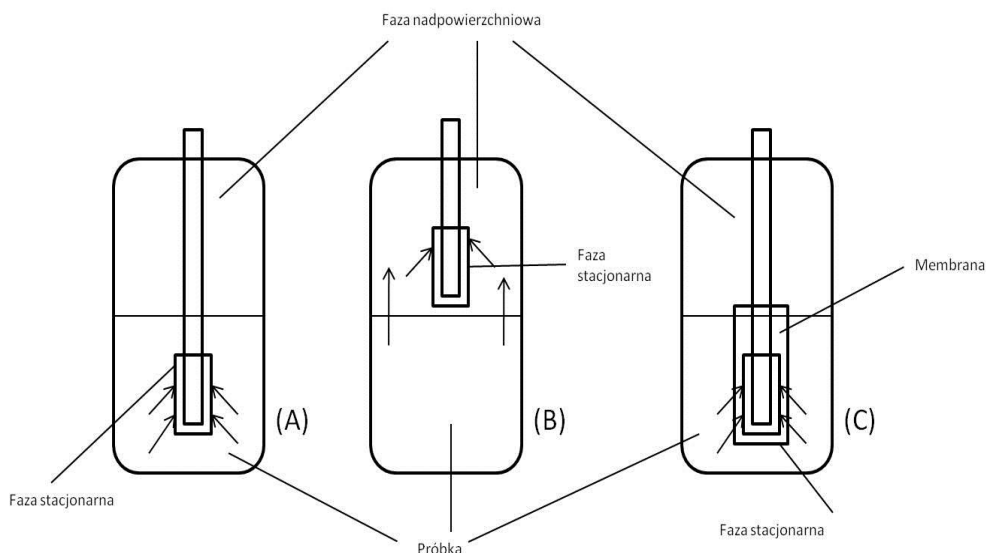 Faza nadpowierzchniowa
Faza
stacjonarna
Membrana
(A)
(B)
(C)
Faza stacjonarna
Próbka
Faza stacjonarna